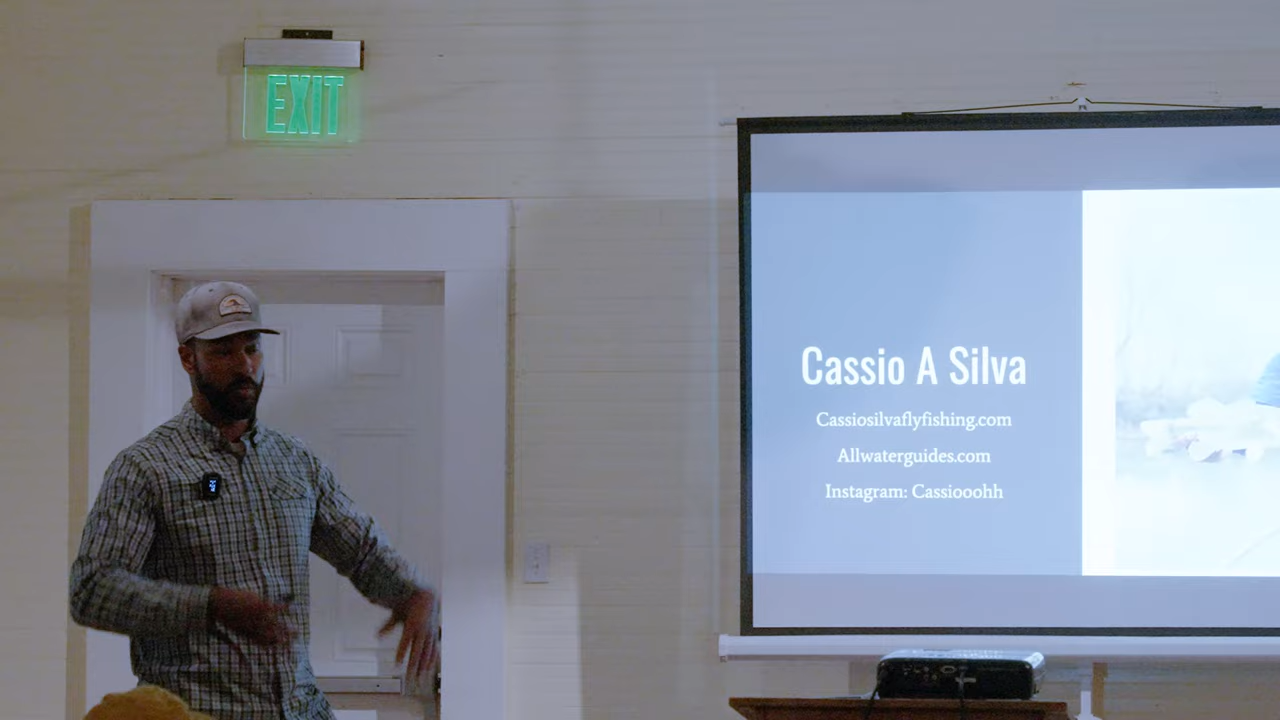 EXIT
Cassio A Silva
Cassiosilvaflyfishing.com
Allwaterguides.com
Instagram: Cassiooohh